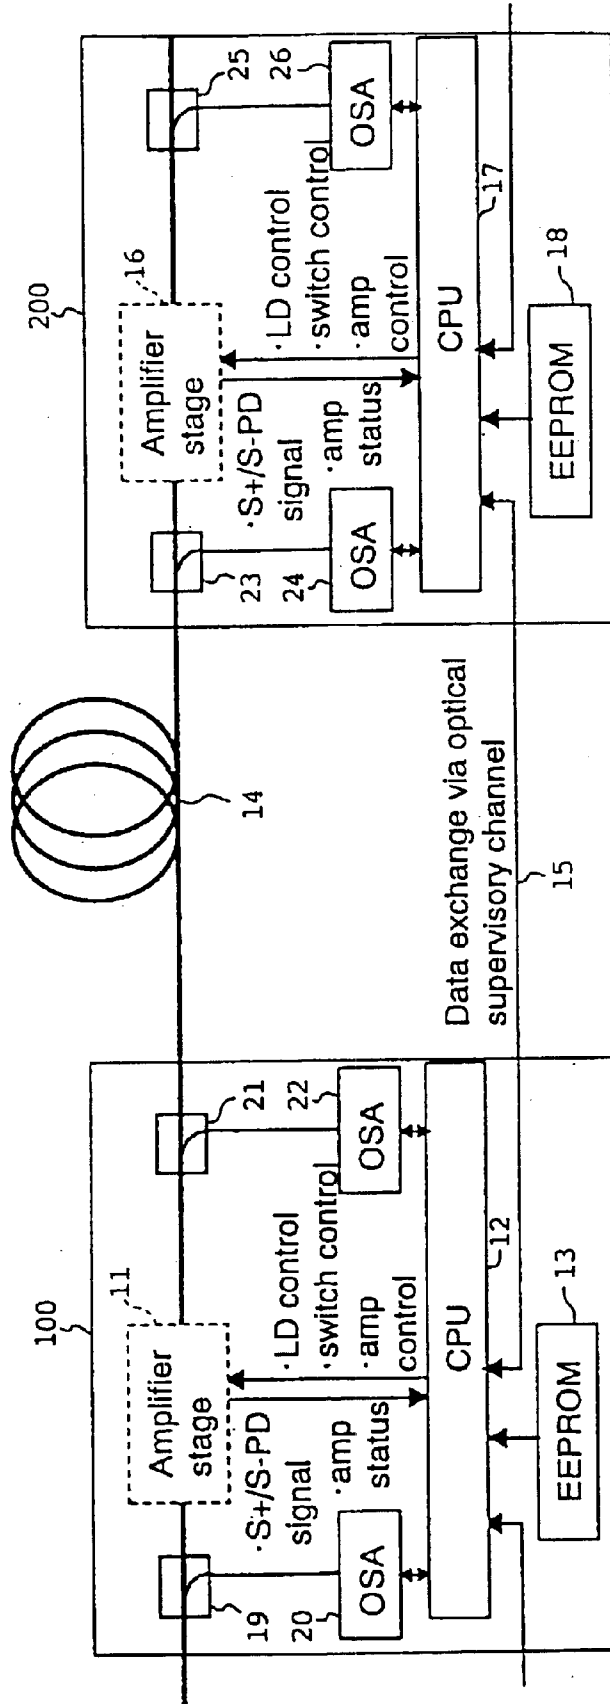 100
11
Amplifier
stage
19
21
·S+/S-PD
signal
·amp
status
·LD control
·switch control
·amp
control
20
OSA
22
OSA
CPU
12
EEPROM
13
14
Data exchange via optical
supervisory channel
15
200
16
Amplifier
stage
23
25
·S+/S-PD
signal
·amp
status
·LD control
·switch control
·amp
control
24
OSA
26
OSA
CPU
17
EEPROM
18